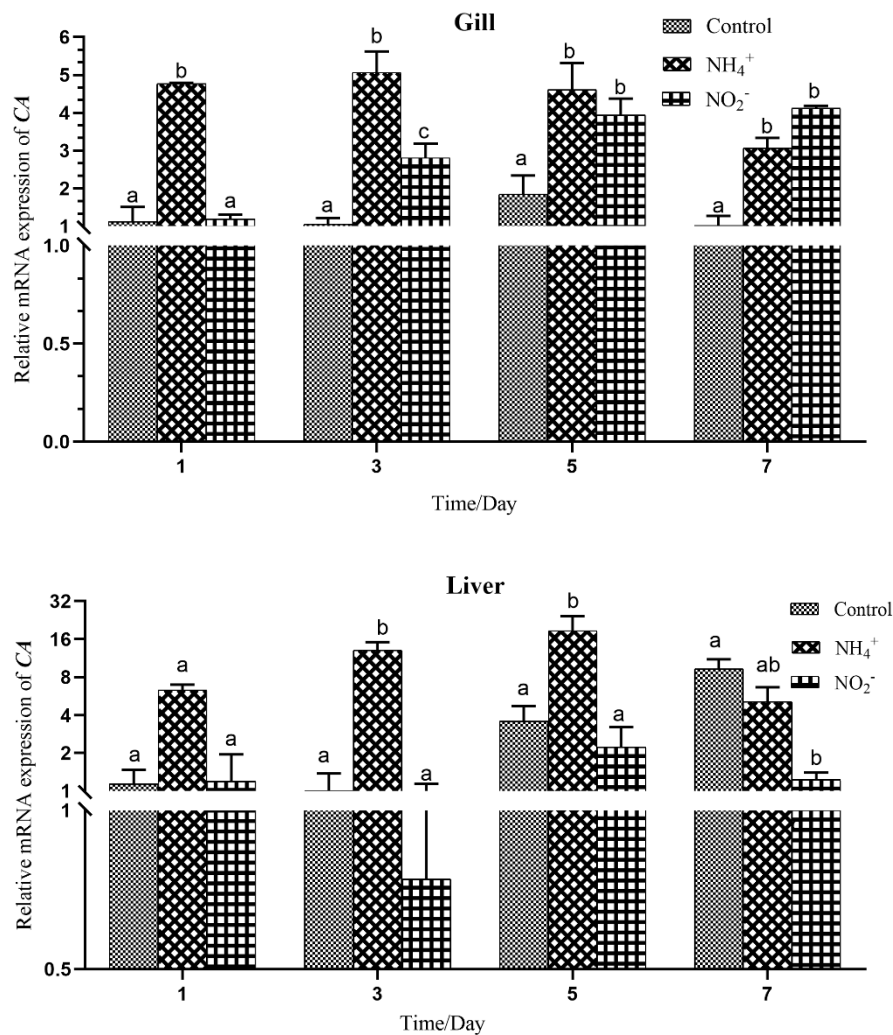 Gill
Control
NH₄⁺
NO₂⁻
Relative mRNA expression of CA
6
5
4
3
2
1
1.0
0.5
0.0
a b a
a b c
a b b
a b b
1 3 5 7
Time/Day
Liver
Control
NH₄⁺
NO₂⁻
Relative mRNA expression of CA
32
16
8
4
2
1
1
0.5
a a a
a b a
a b a
a ab b
1 3 5 7
Time/Day